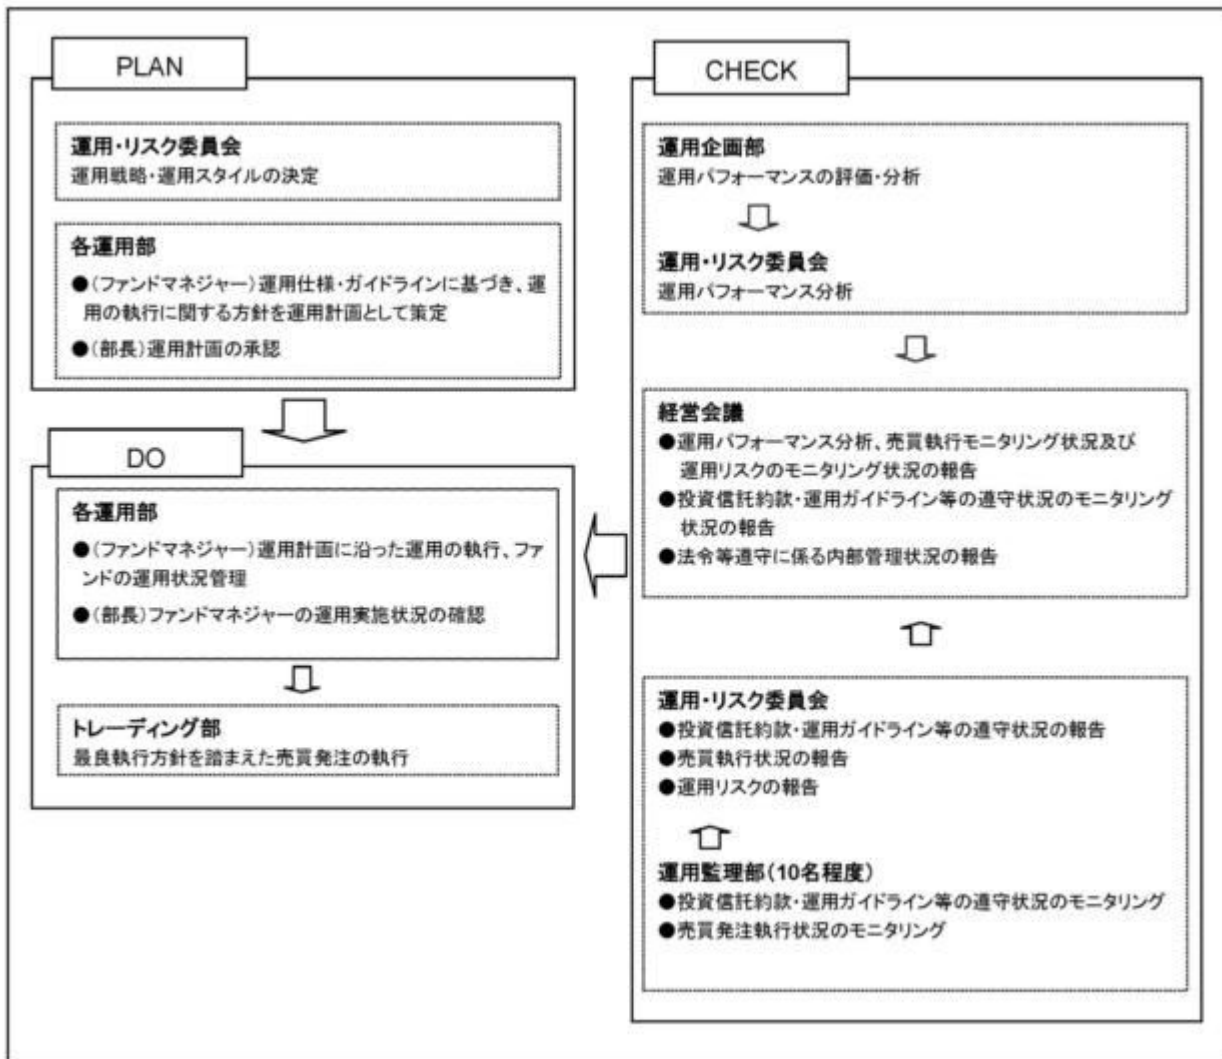 PLAN
運用・リスク委員会
運用戦略・運用スタイルの決定
各運用部
●（ファンドマネジャー）運用仕様・ガイドラインに基づき、運
用の執行に関する方針を運用計画として策定
●（部長）運用計画の承認
DO
各運用部
●（ファンドマネジャー）運用計画に沿った運用の執行、ファ
ンドの運用状況管理
●（部長）ファンドマネジャーの運用実施状況の確認
トレーディング部
最良執行方針を踏まえた売買発注の執行
CHECK
運用企画部
運用パフォーマンスの評価・分析
運用・リスク委員会
運用パフォーマンス分析
経営会議
●運用パフォーマンス分析、売買執行モニタリング状況及び
運用リスクのモニタリング状況の報告
●投資信託約款・運用ガイドライン等の遵守状況のモニタリング
状況の報告
●法令等遵守に係る内部管理状況の報告
運用・リスク委員会
●投資信託約款・運用ガイドライン等の遵守状況の報告
●売買執行状況の報告
●運用リスクの報告
運用監理部（10名程度）
●投資信託約款・運用ガイドライン等の遵守状況のモニタリング
●売買発注執行状況のモニタリング